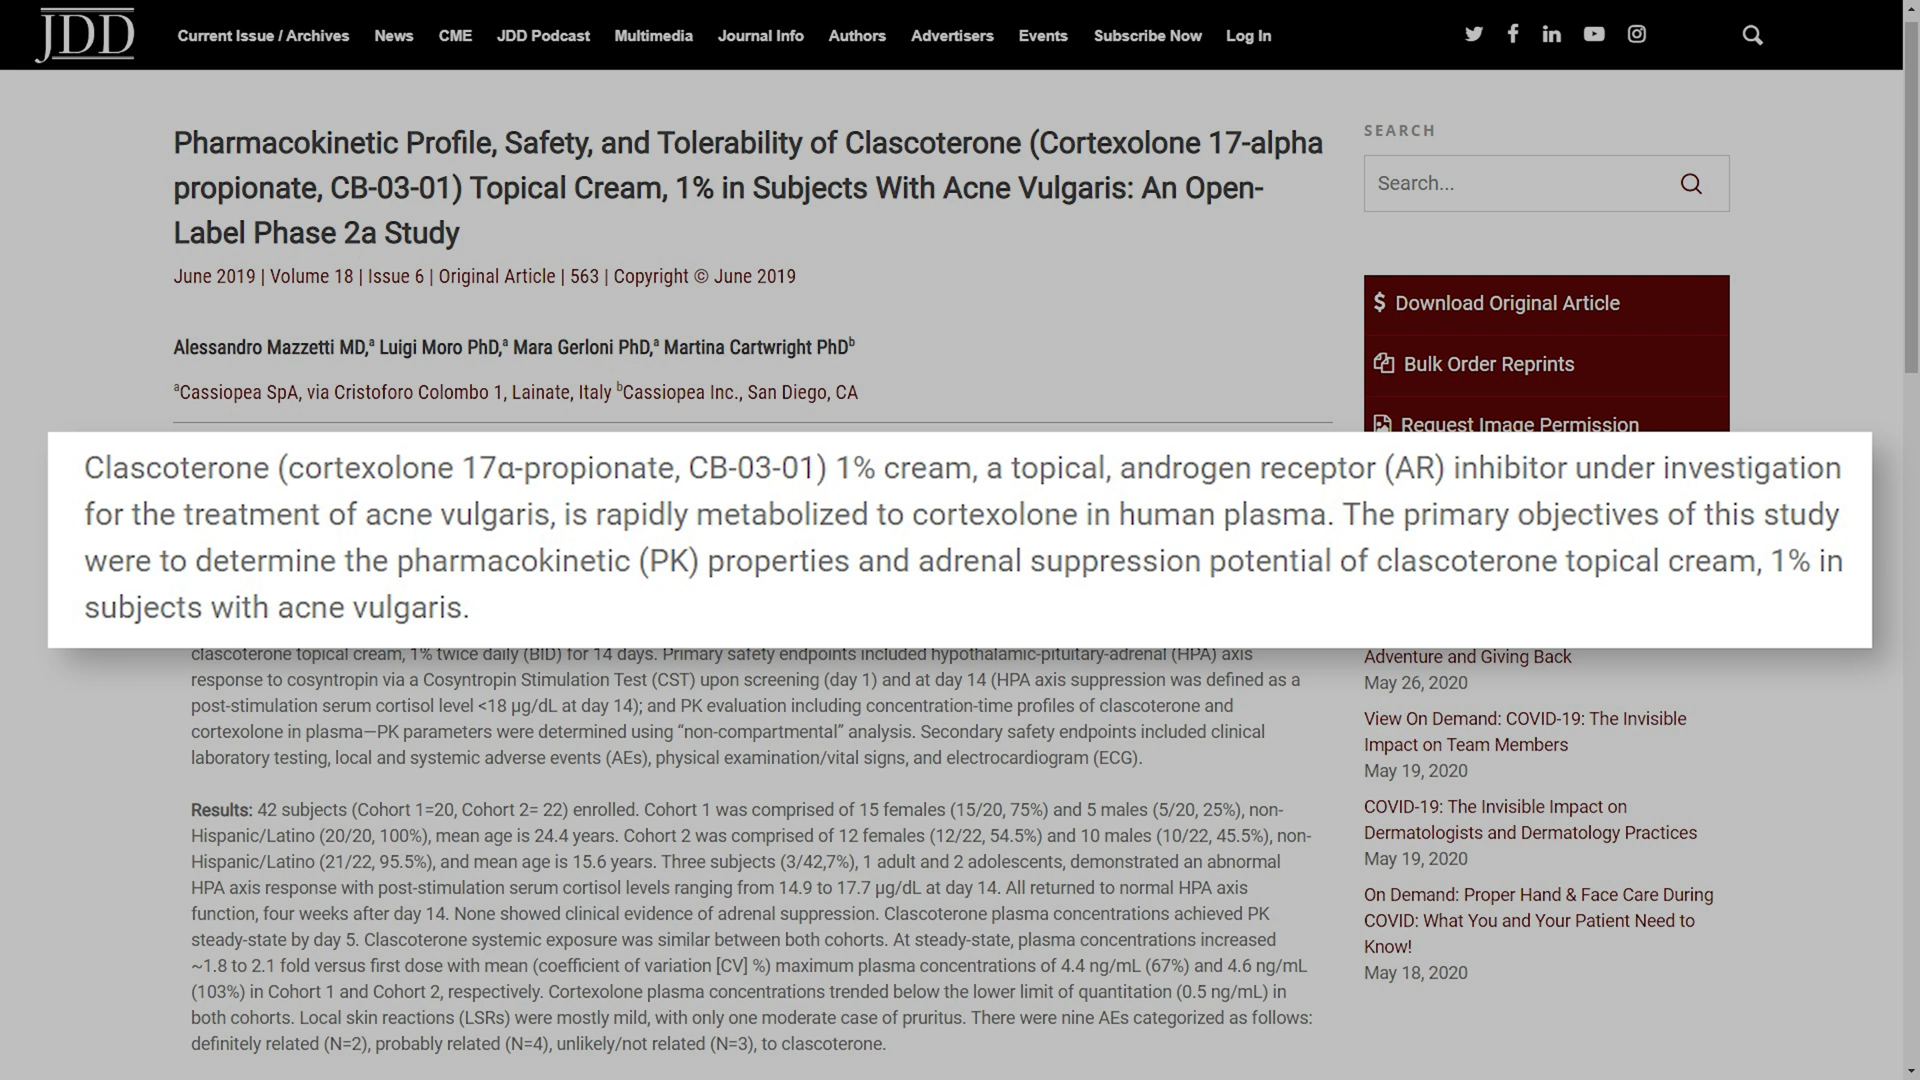 JDD
Current Issue / Archives News CME JDD Podcast Multimedia Journal Info Authors Advertisers Events Subscribe Now Log In
Pharmacokinetic Profile, Safety, and Tolerability of Clascoterone (Cortexolone 17-alpha
propionate, CB-03-01) Topical Cream, 1% in Subjects With Acne Vulgaris: An Open-
Label Phase 2a Study
June 2019 | Volume 18 | Issue 6 | Original Article | 563 | Copyright © June 2019
Alessandro Mazzetti MD,a Luigi Moro PhD,a Mara Gerloni PhD,a Martina Cartwright PhDb
aCassiopea SpA, via Cristoforo Colombo 1, Lainate, Italy bCassiopea Inc., San Diego, CA
SEARCH
Search...
$ Download Original Article
Bulk Order Reprints
Request Image Permission
Clascoterone (cortexolone 17α-propionate, CB-03-01) 1% cream, a topical, androgen receptor (AR) inhibitor under investigation
for the treatment of acne vulgaris, is rapidly metabolized to cortexolone in human plasma. The primary objectives of this study
were to determine the pharmacokinetic (PK) properties and adrenal suppression potential of clascoterone topical cream, 1% in
subjects with acne vulgaris.
clascoterone topical cream, 1% twice daily (BID) for 14 days. Primary safety endpoints included hypothalamic-pituitary-adrenal (HPA) axis
response to cosyntropin via a Cosyntropin Stimulation Test (CST) upon screening (day 1) and at day 14 (HPA axis suppression was defined as a
post-stimulation serum cortisol level <18 μg/dL at day 14); and PK evaluation including concentration-time profiles of clascoterone and
cortexolone in plasma—PK parameters were determined using “non-compartmental” analysis. Secondary safety endpoints included clinical
laboratory testing, local and systemic adverse events (AEs), physical examination/vital signs, and electrocardiogram (ECG).
Results: 42 subjects (Cohort 1=20, Cohort 2= 22) enrolled. Cohort 1 was comprised of 15 females (15/20, 75%) and 5 males (5/20, 25%), non-
Hispanic/Latino (20/20, 100%), mean age is 24.4 years. Cohort 2 was comprised of 12 females (12/22, 54.5%) and 10 males (10/22, 45.5%), non-
Hispanic/Latino (21/22, 95.5%), and mean age is 15.6 years. Three subjects (3/42,7%), 1 adult and 2 adolescents, demonstrated an abnormal
HPA axis response with post-stimulation serum cortisol levels ranging from 14.9 to 17.7 μg/dL at day 14. All returned to normal HPA axis
function, four weeks after day 14. None showed clinical evidence of adrenal suppression. Clascoterone plasma concentrations achieved PK
steady-state by day 5. Clascoterone systemic exposure was similar between both cohorts. At steady-state, plasma concentrations increased
~1.8 to 2.1 fold versus first dose with mean (coefficient of variation [CV] %) maximum plasma concentrations of 4.4 ng/mL (67%) and 4.6 ng/mL
(103%) in Cohort 1 and Cohort 2, respectively. Cortexolone plasma concentrations trended below the lower limit of quantitation (0.5 ng/mL) in
both cohorts. Local skin reactions (LSRs) were mostly mild, with only one moderate case of pruritus. There were nine AEs categorized as follows:
definitely related (N=2), probably related (N=4), unlikely/not related (N=3), to clascoterone.
Adventure and Giving Back
May 26, 2020
View On Demand: COVID-19: The Invisible
Impact on Team Members
May 19, 2020
COVID-19: The Invisible Impact on
Dermatologists and Dermatology Practices
May 19, 2020
On Demand: Proper Hand & Face Care During
COVID: What You and Your Patient Need to
Know!
May 18, 2020